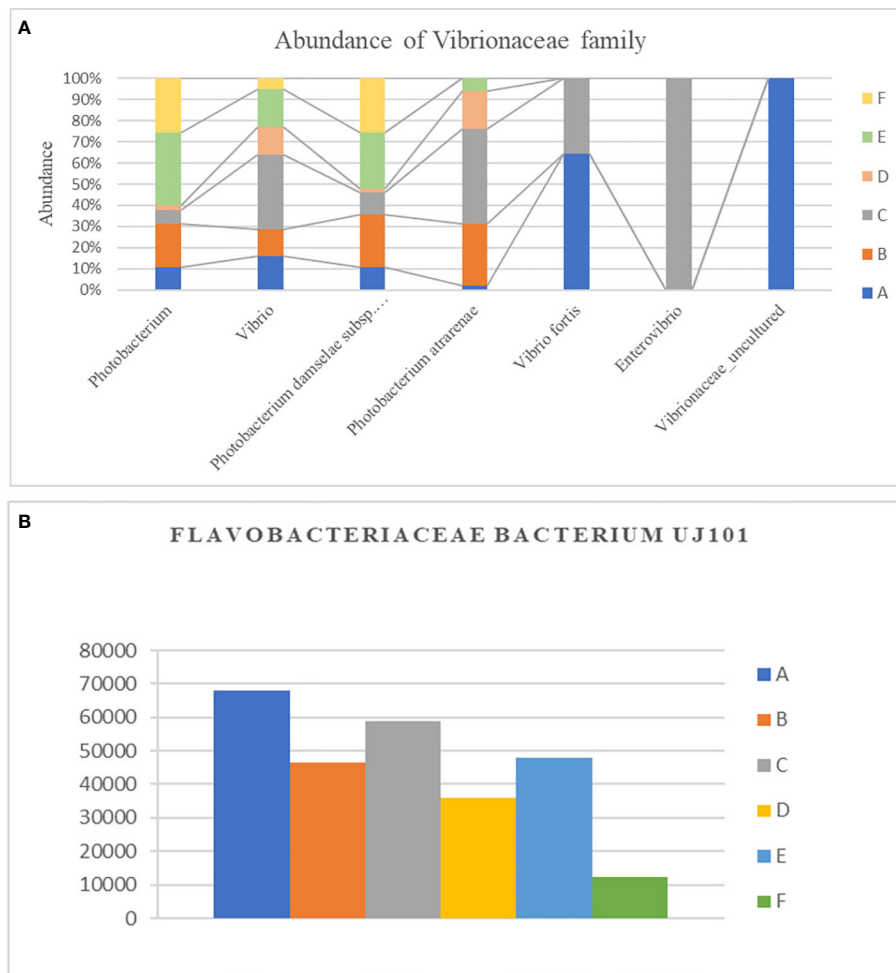 A
Abundance of Vibrionaceae family
Abundance
100%
90%
80%
70%
60%
50%
40%
30%
20%
10%
0%
Photobacterium
Vibrio
Photobacterium damselae subsp....
Photobacterium atrarenae
Vibrio fortis
Enterovibrio
Vibrionaceae_uncultured
F
E
D
C
B
A
B
FLAVOBACTERIACEAE BACTERIUM UJ101
80000
70000
60000
50000
40000
30000
20000
10000
0
A
B
C
D
E
F